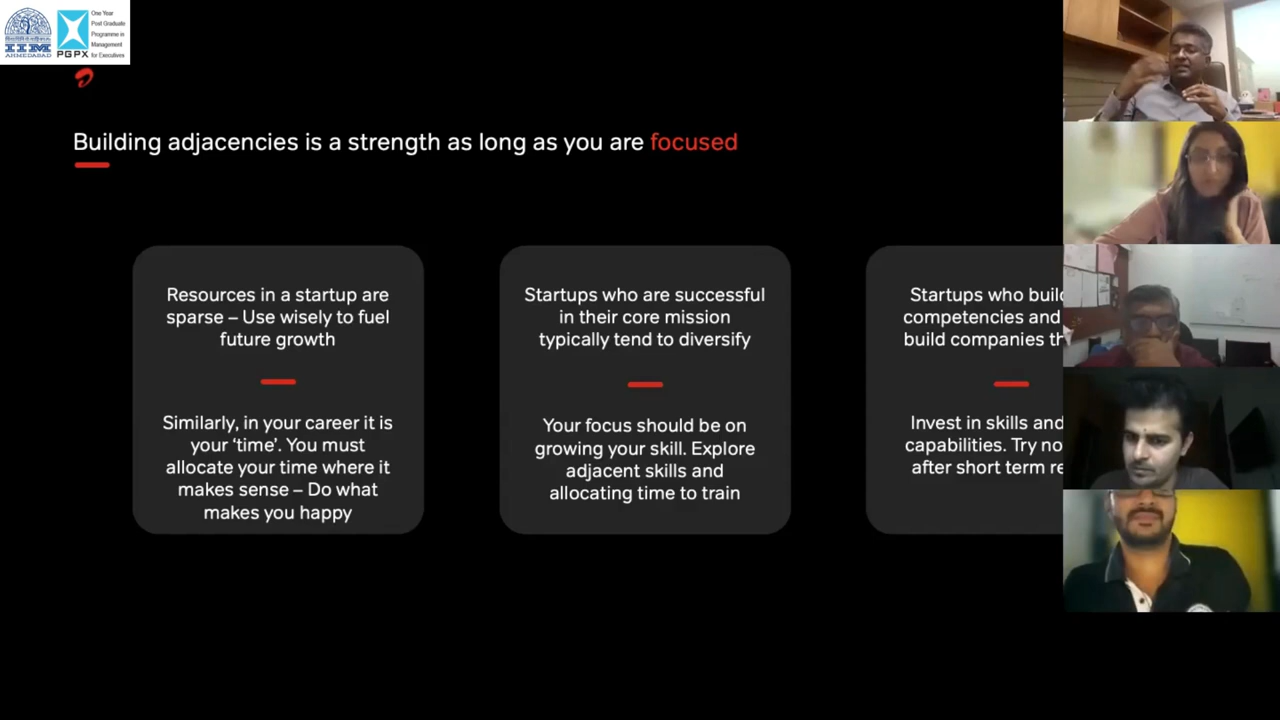 IIM
AHMEDABAD
PGPX
One Year
Post Graduate
Programme in
Management
for Executives
Building adjacencies is a strength as long as you are focused
Resources in a startup are
sparse – Use wisely to fuel
future growth
Similarly, in your career it is
your ‘time’. You must
allocate your time where it
makes sense – Do what
makes you happy
Startups who are successful
in their core mission
typically tend to diversify
Your focus should be on
growing your skill. Explore
adjacent skills and
allocating time to train
Startups who build
competencies and
build companies th
Invest in skills and
capabilities. Try no
after short term re